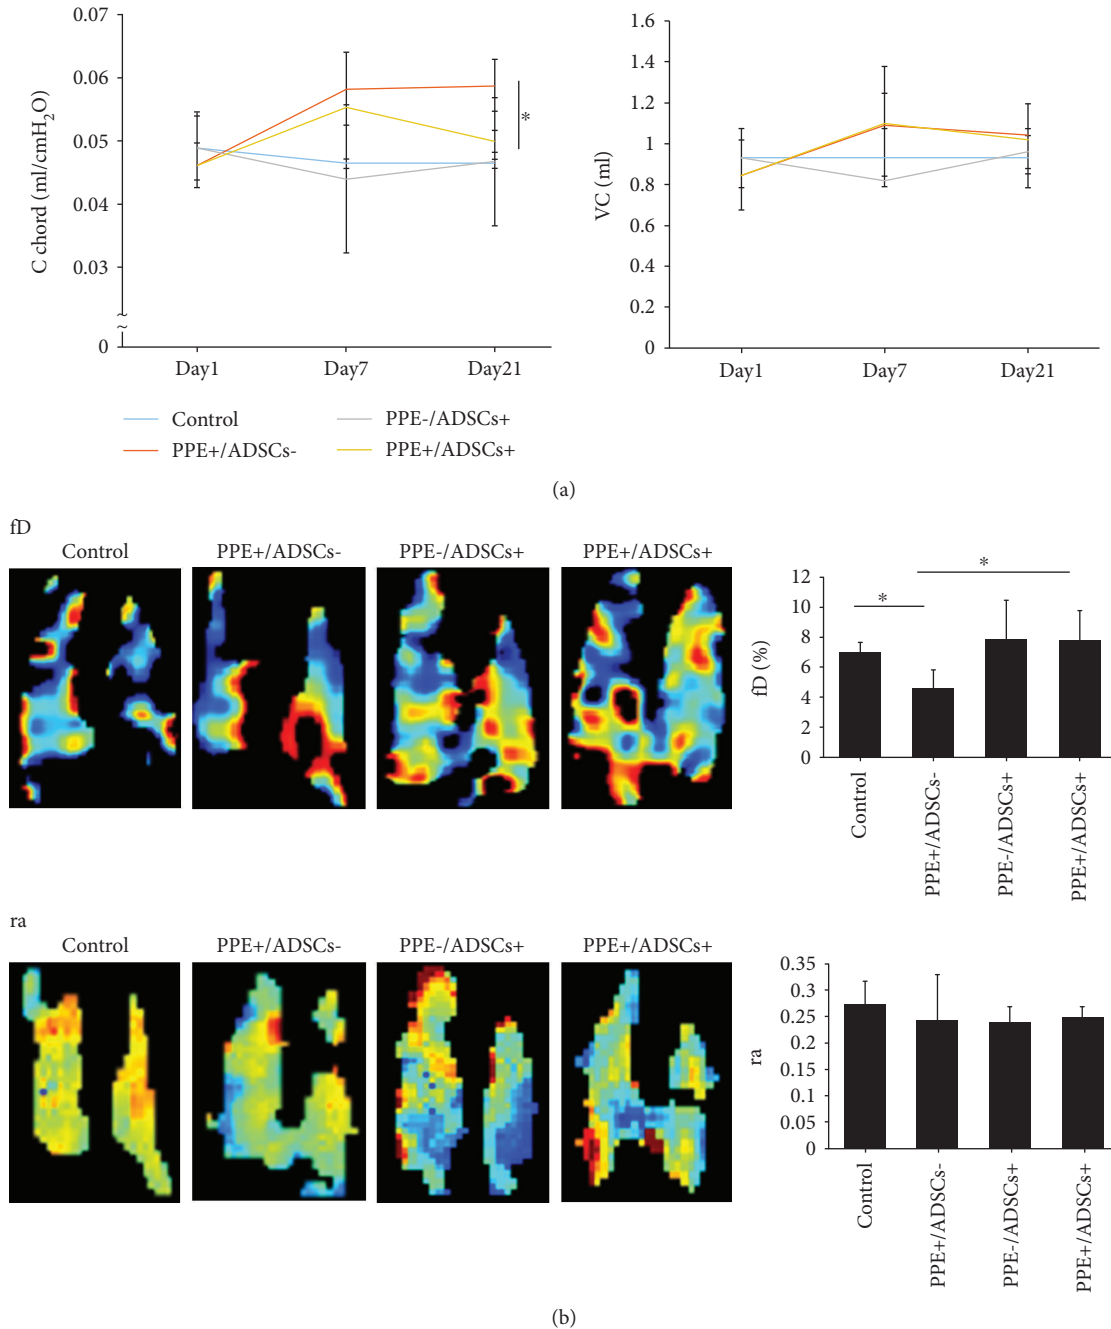 0.07
0.06
0.05
0.04
0.03
0
~
~
C chord (ml/cmH₂O)
Day1
Day7
Day21
*
1.6
1.4
1.2
1
0.8
0.6
0.4
0.2
0
VC (ml)
Day1
Day7
Day21
Control
PPE-/ADSCs+
PPE+/ADSCs-
PPE+/ADSCs+
(a)
fD
Control
PPE+/ADSCs-
PPE-/ADSCs+
PPE+/ADSCs+
12
10
8
6
4
2
0
fD (%)
*
*
Control
PPE+/ADSCs-
PPE-/ADSCs+
PPE+/ADSCs+
ra
Control
PPE+/ADSCs-
PPE-/ADSCs+
PPE+/ADSCs+
0.35
0.3
0.25
0.2
0.15
0.1
0.05
0
ra
Control
PPE+/ADSCs-
PPE-/ADSCs+
PPE+/ADSCs+
(b)